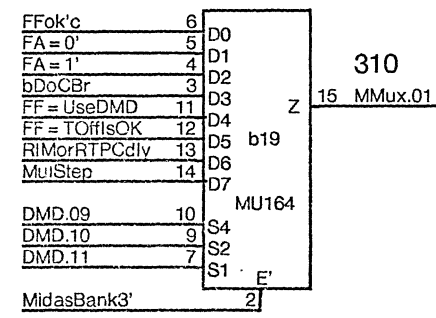 FFok'c 6 D0
FA = 0' 5 D1
FA = 1' 4 D2
bDoCBr 3 D3
FF = UseDMD 11 D4
FF = TOffIsOK 12 D5
RIMorRTPCdly 13 D6
MulStep 14 D7
310
Z 15 MMux.01
b19
MU164
DMD.09 10 S4
DMD.10 9 S2
DMD.11 7 S1
E'
MidasBank3' 2